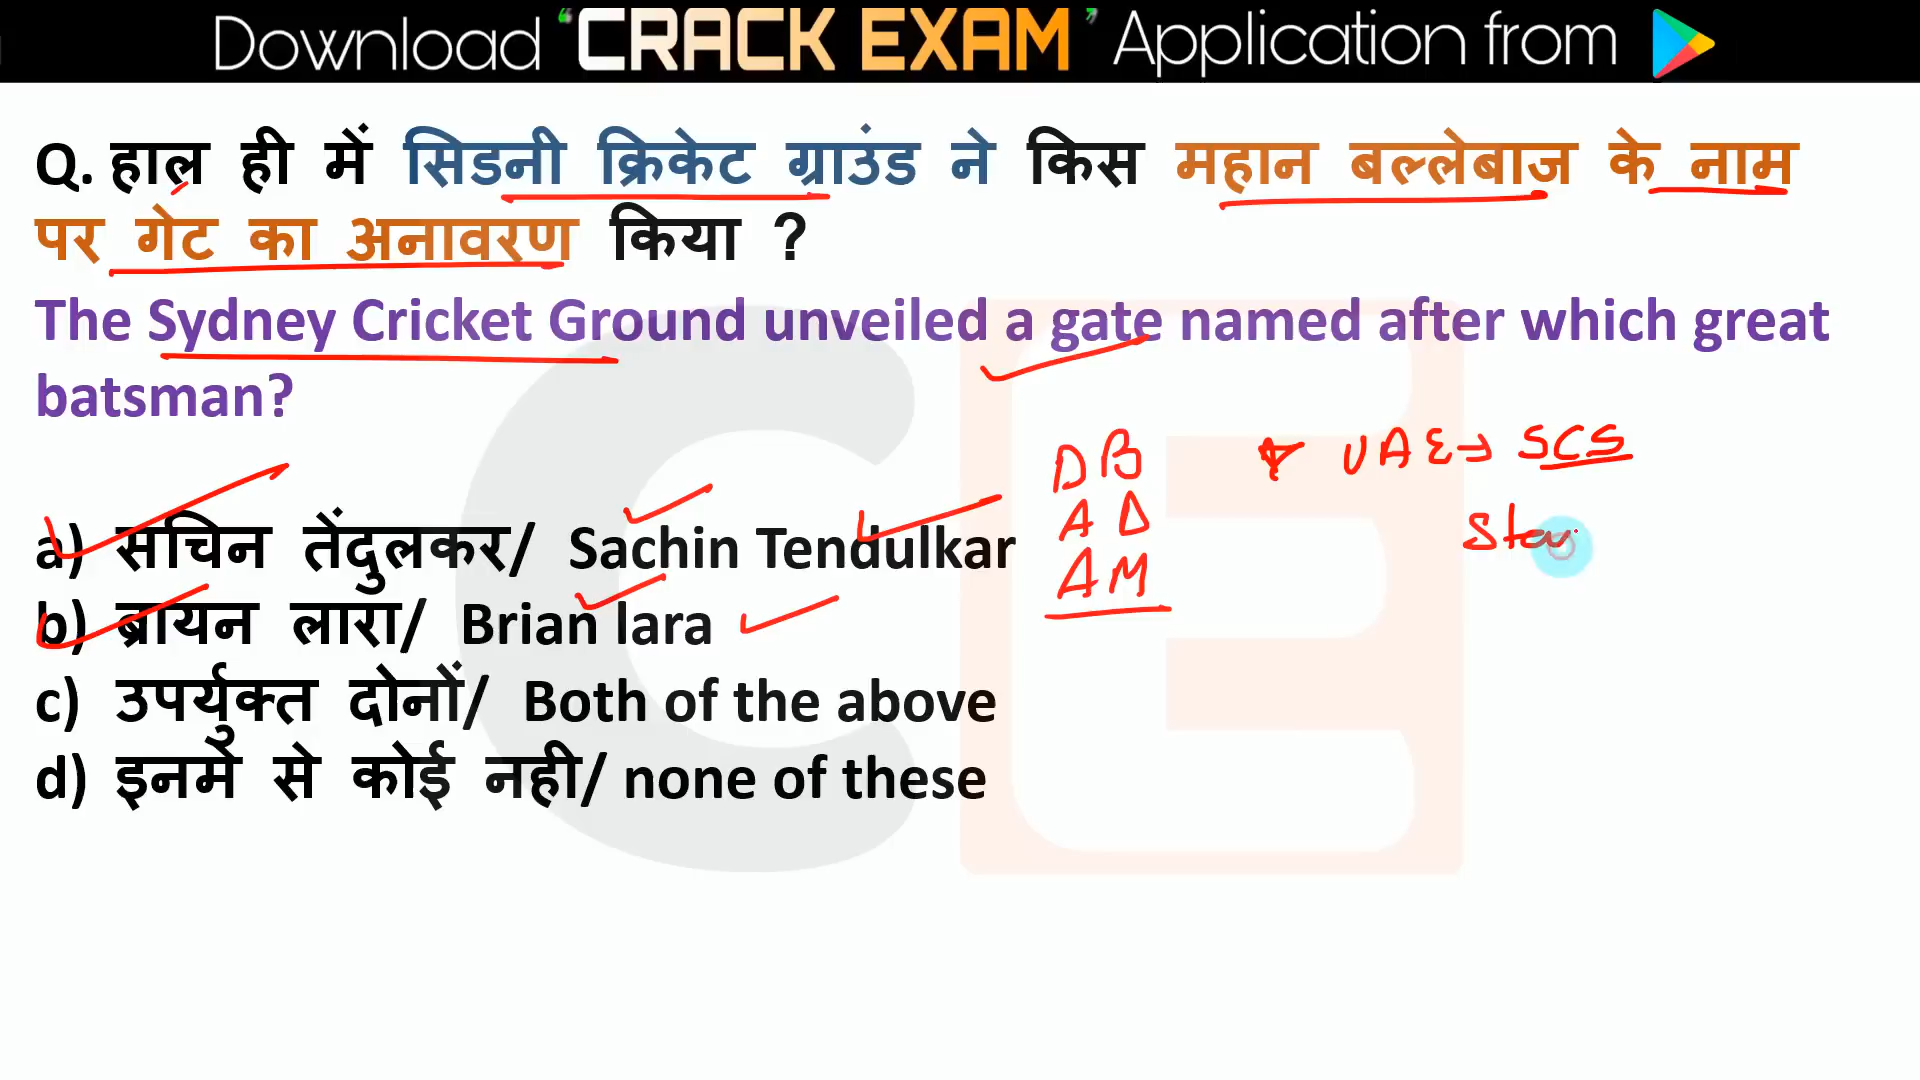 Download ‘CRACK EXAM’ Application from
Q. हाल ही में सिडनी क्रिकेट ग्राउंड ने किस महान बल्लेबाज के नाम
पर गेट का अनावरण किया ?
The Sydney Cricket Ground unveiled a gate named after which great
batsman?
a) सचिन तेंदुलकर/ Sachin Tendulkar
b) ब्रायन लारा/ Brian lara
c) उपर्युक्त दोनों/ Both of the above
d) इनमे से कोई नही/ none of these
DB
AD
AM
UAE→ SCS